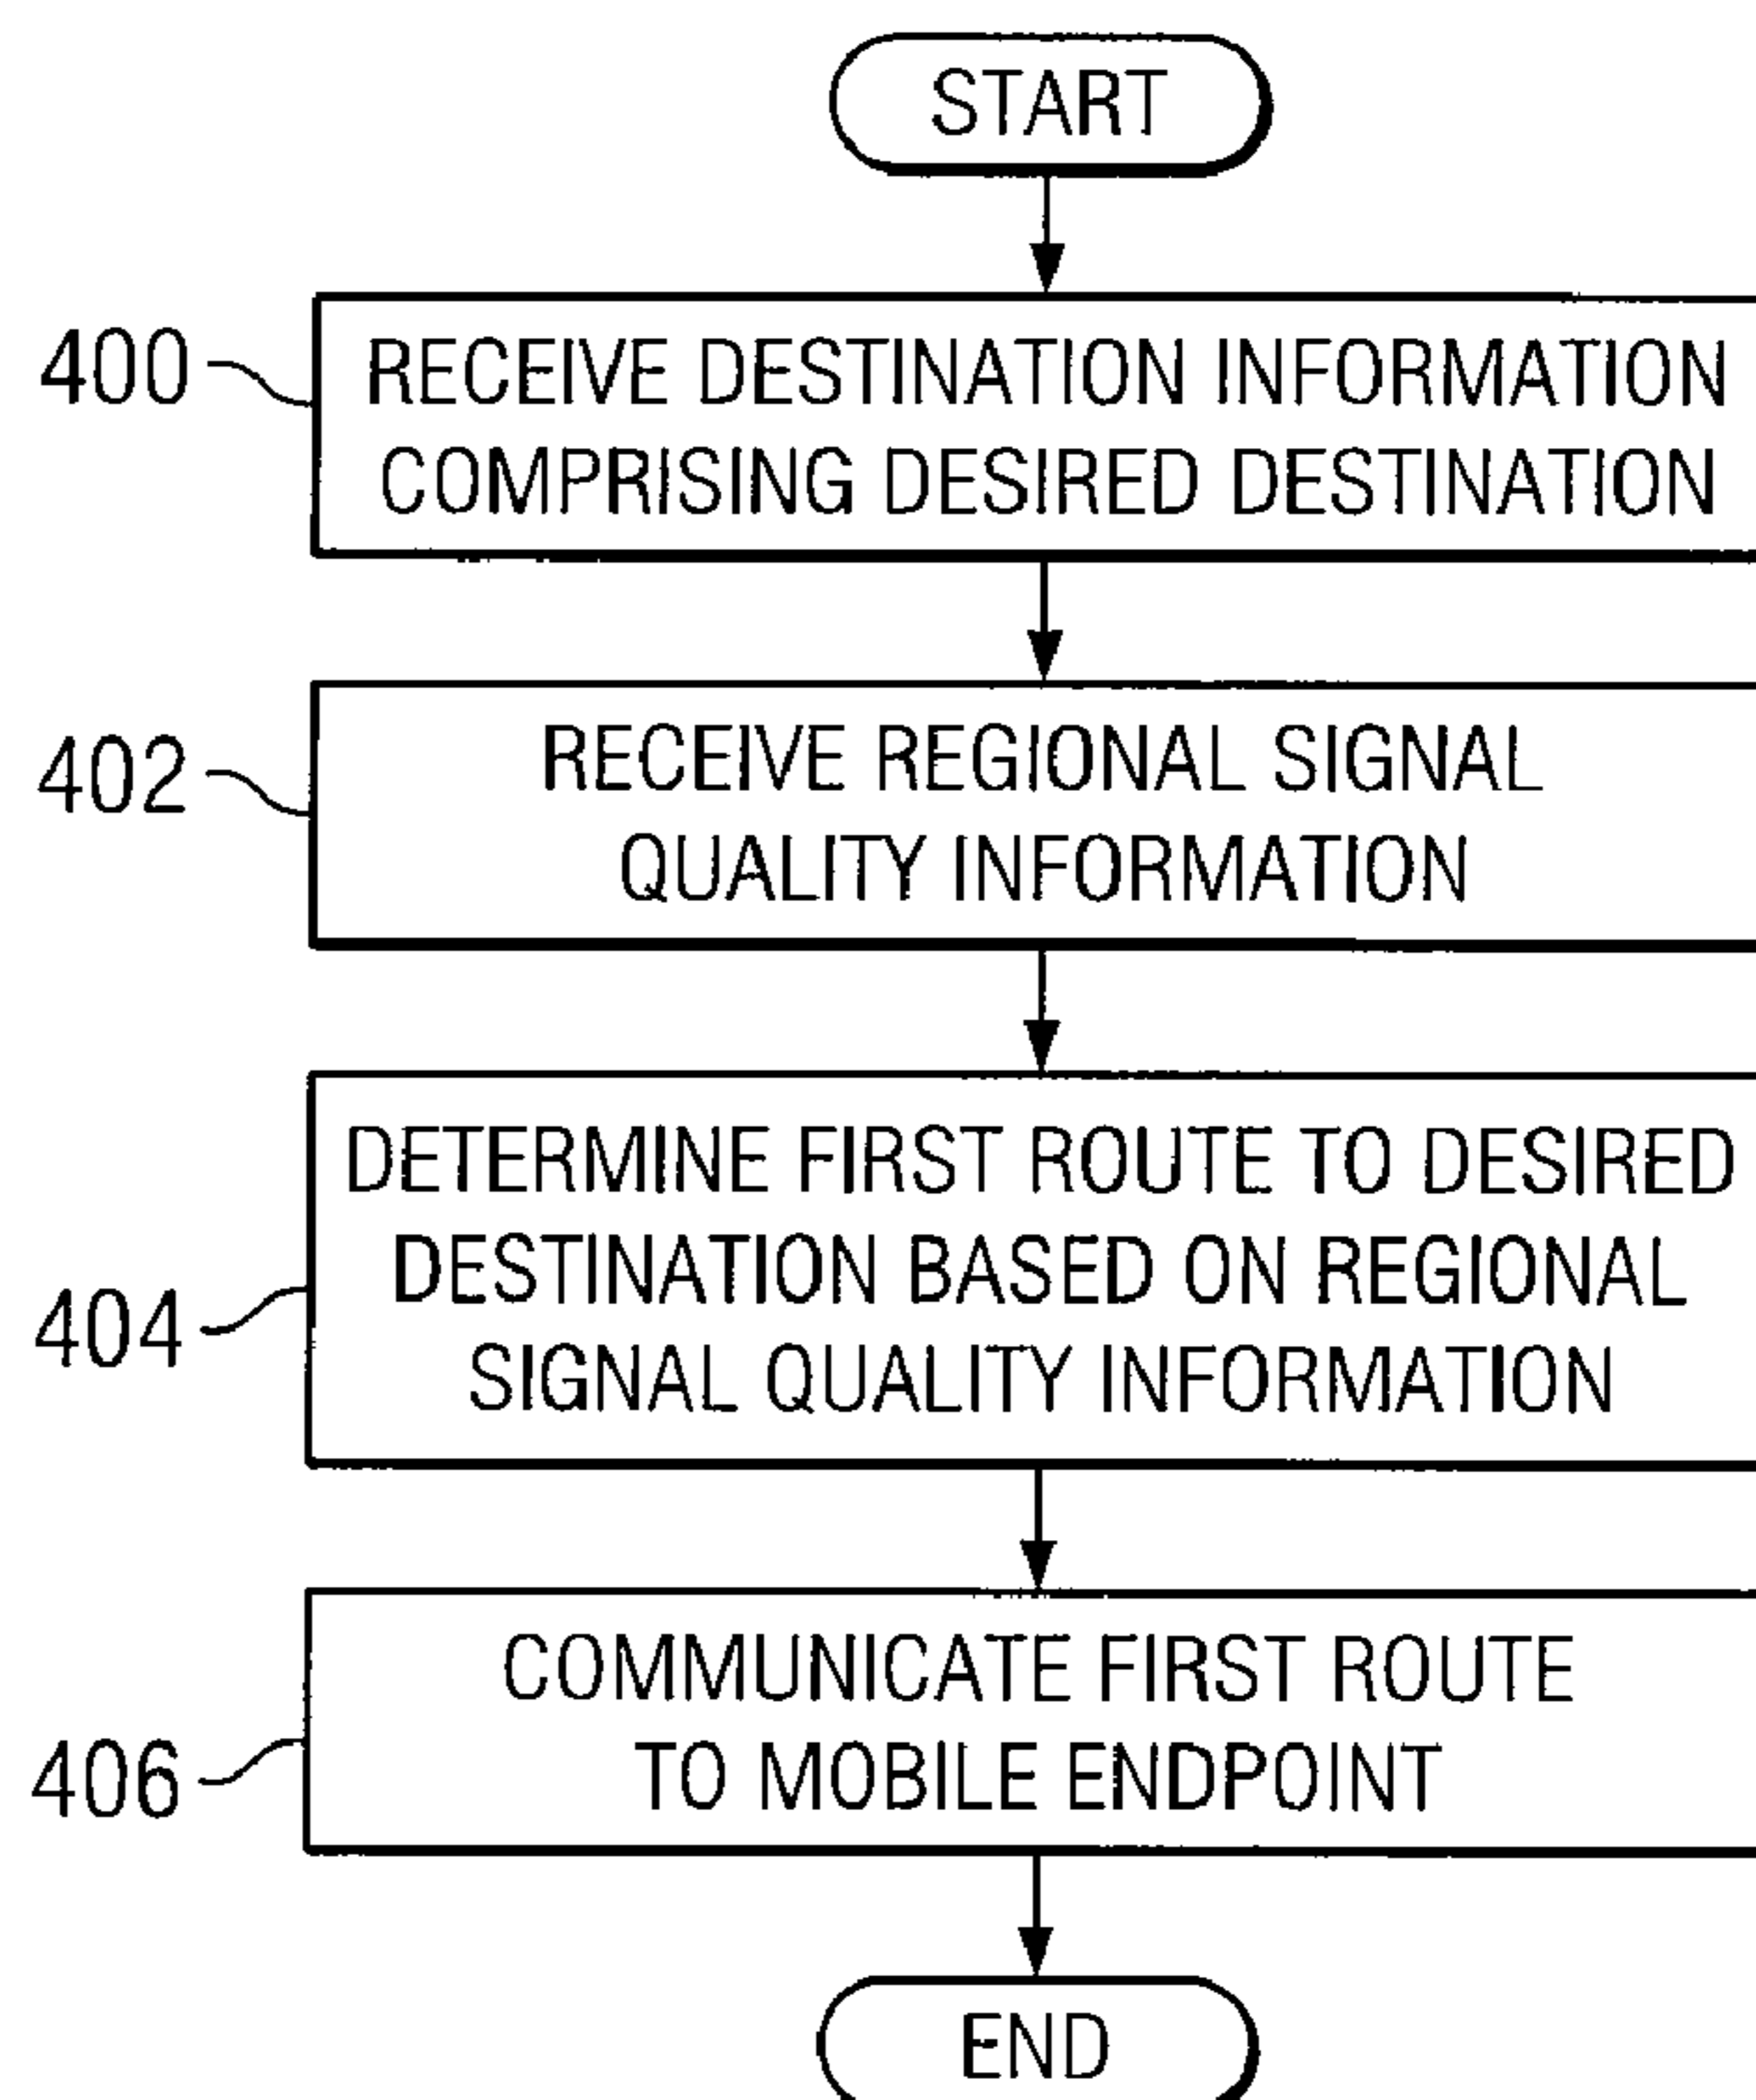 START
400
RECEIVE DESTINATION INFORMATION
COMPRISING DESIRED DESTINATION
402
RECEIVE REGIONAL SIGNAL
QUALITY INFORMATION
404
DETERMINE FIRST ROUTE TO DESIRED
DESTINATION BASED ON REGIONAL
SIGNAL QUALITY INFORMATION
406
COMMUNICATE FIRST ROUTE
TO MOBILE ENDPOINT
END